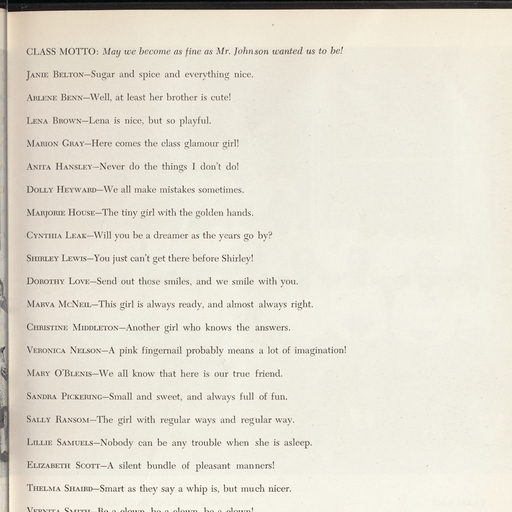 CLASS MOTTO: May we become as fine as Mr. Johnson wanted us to be!
JANIE BELTON—Sugar and spice and everything nice.
ARLENE BENN—Well, at least her brother is cute!
LENA BROWN—Lena is nice, but so playful.
MARION GRAY—Here comes the class glamour girl!
ANITA HANSLEY—Never do the things I don't do!
DOLLY HEYWARD—We all make mistakes sometimes.
MARJORIE HOUSE—The tiny girl with the golden hands.
CYNTHIA LEAK—Will you be a dreamer as the years go by?
SHIRLEY LEWIS—You just can't get there before Shirley!
DOROTHY LOVE—Send out those smiles, and we smile with you.
MARVA MCNEIL—This girl is always ready, and almost always right.
CHRISTINE MIDDLETON—Another girl who knows the answers.
VERONICA NELSON—A pink fingernail probably means a lot of imagination!
MARY O'BLENIS—We all know that here is our true friend.
SANDRA PICKERING—Small and sweet, and always full of fun.
SALLY RANSOM—The girl with regular ways and regular way.
LILLIE SAMUELS—Nobody can be any trouble when she is asleep.
ELIZABETH SCOTT—A silent bundle of pleasant manners!
THELMA SHAIRD—Smart as they say a whip is, but much nicer.
VERNITA SMITH—Be a clown, be a clown, be a clown!